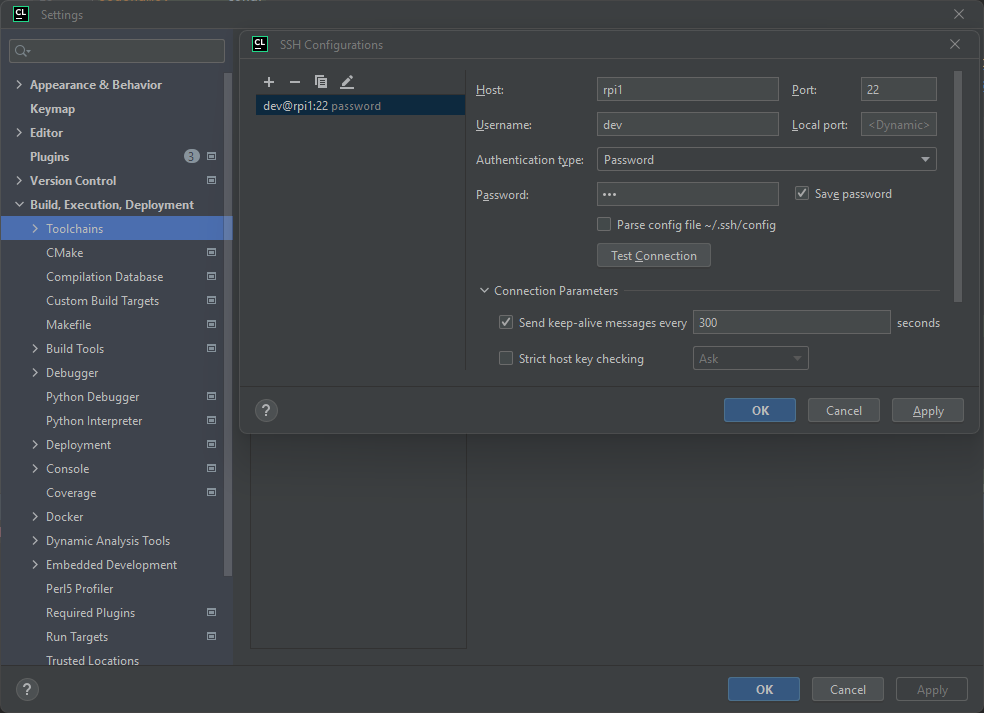 CL Settings
CL SSH Configurations
Appearance & Behavior
Keymap
Editor
Plugins 3
Version Control
Build, Execution, Deployment
Toolchains
CMake
Compilation Database
Custom Build Targets
Makefile
Build Tools
Debugger
Python Debugger
Python Interpreter
Deployment
Console
Coverage
Docker
Dynamic Analysis Tools
Embedded Development
Perl5 Profiler
Required Plugins
Run Targets
Trusted Locations
dev@rpi1:22 password
Host: rpi1 Port: 22
Username: dev Local port: <Dynamic>
Authentication type: Password
Password: ••• Save password
Parse config file ~/.ssh/config
Test Connection
Connection Parameters
Send keep-alive messages every 300 seconds
Strict host key checking Ask
? OK Cancel Apply
? OK Cancel Apply